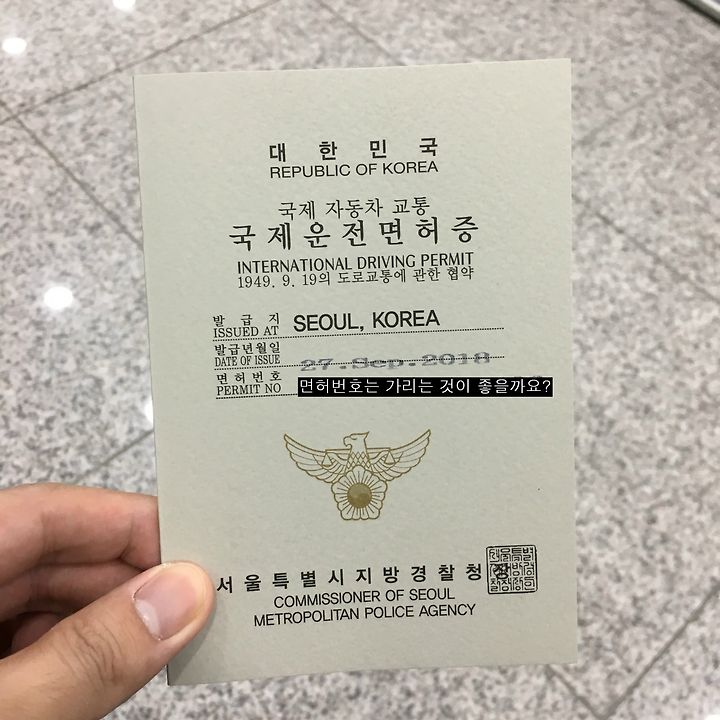 대 한 민 국
REPUBLIC OF KOREA
국제 자동차 교통
국제운전면허증
INTERNATIONAL DRIVING PERMIT
1949. 9. 19의 도로교통에 관한 협약
발 급 지
ISSUED AT SEOUL, KOREA
발급년월일
DATE OF ISSUE 27.Sep.2018
면허번호
PERMIT NO 면허번호는 가리는 것이 좋을까요?
서울특별시지방경찰청장
COMMISSIONER OF SEOUL
METROPOLITAN POLICE AGENCY